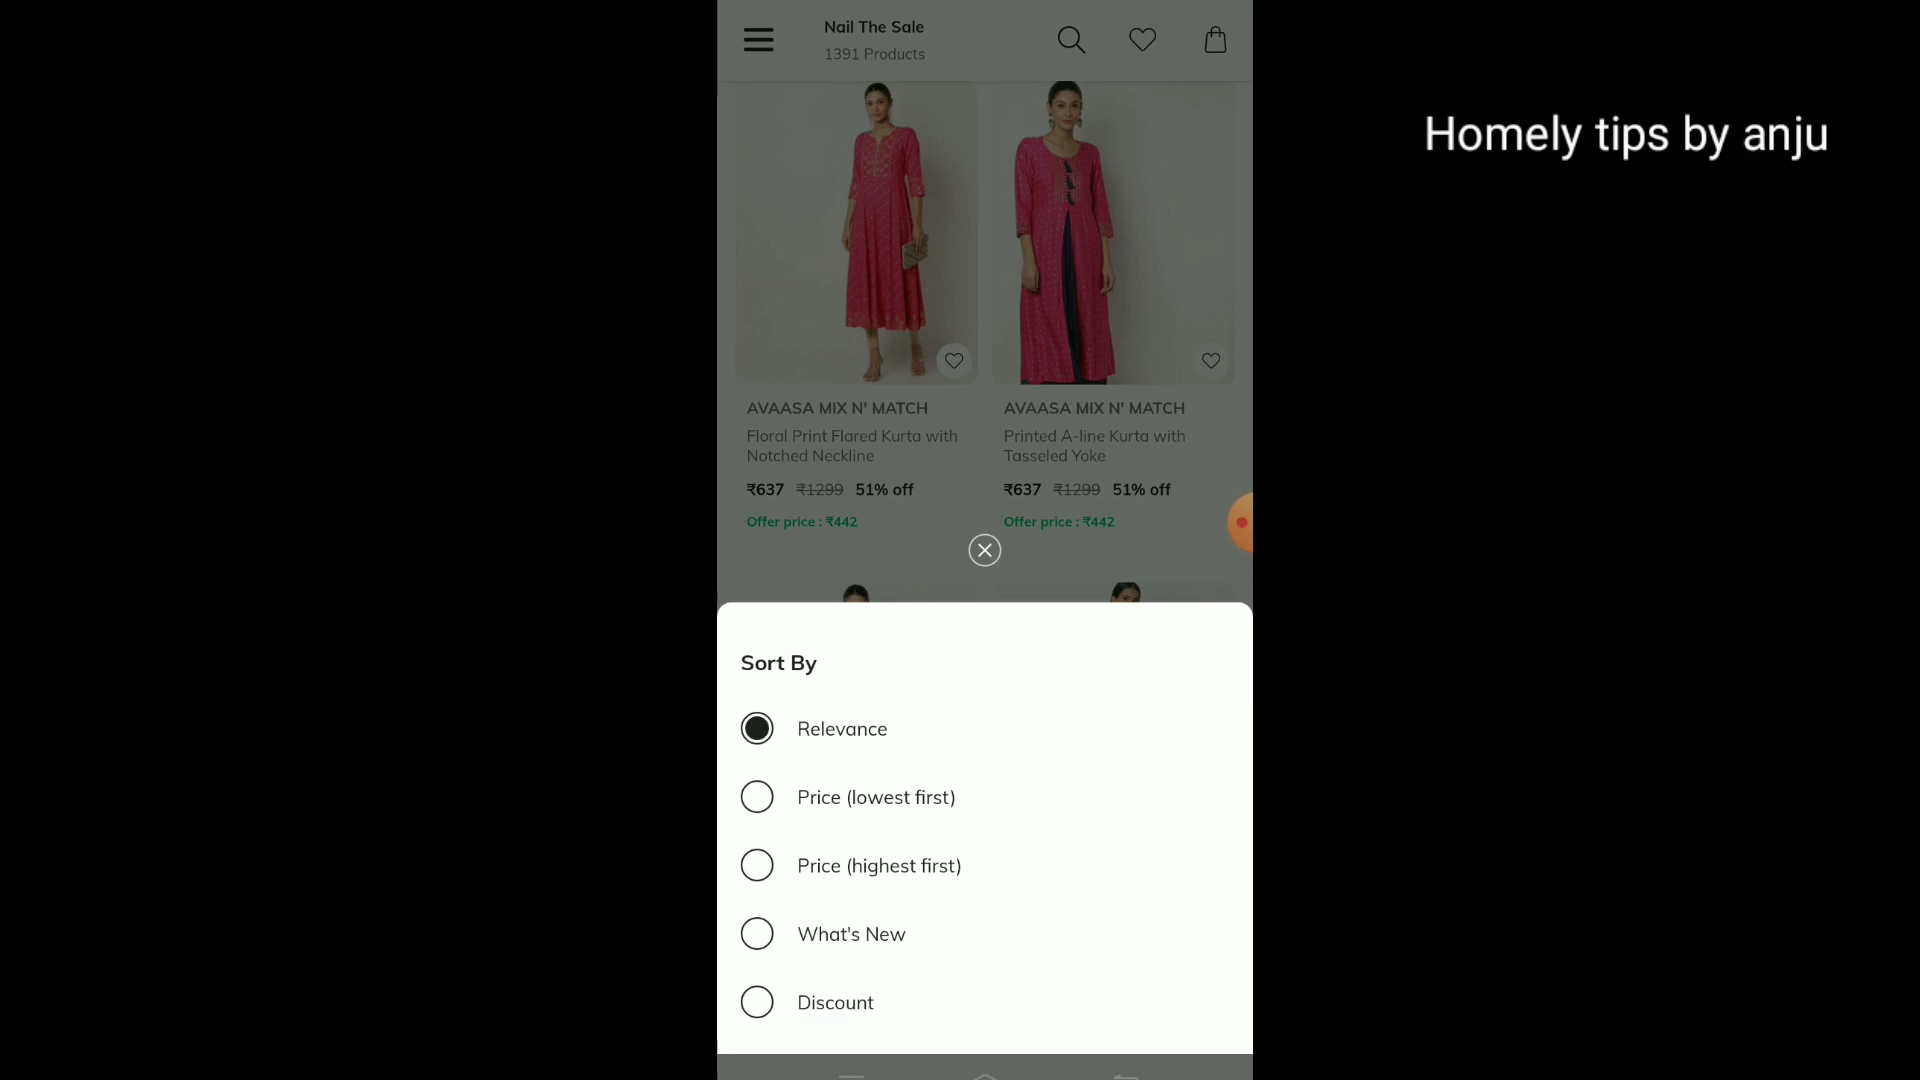 Nail The Sale
1391 Products
Homely tips by anju
AVAASA MIX N' MATCH
Floral Print Flared Kurta with
Notched Neckline
₹637 ₹1299 51% off
Offer price : ₹442
AVAASA MIX N' MATCH
Printed A-line Kurta with
Tasseled Yoke
₹637 ₹1299 51% off
Offer price : ₹442
Sort By
Relevance
Price (lowest first)
Price (highest first)
What's New
Discount